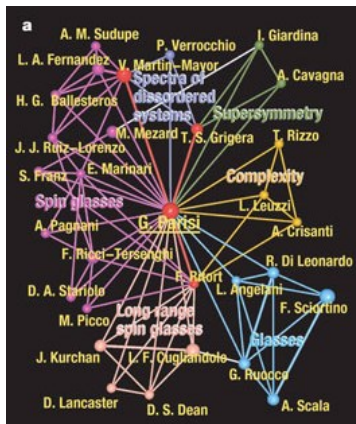 a
A. M. Sudupe
P. Verrocchio
I. Giardina
L. A. Fernandez
V. Martin-Mayor
Spectra of
dissordered
systems
A. Cavagna
H. G. Ballesteros
Supersymmetry
M. Mezard
T. S. Grigera
T. Rizzo
J. J. Ruiz-Lorenzo
S. Franz
E. Marinari
Complexity
Spin glasses
L. Leuzzi
A. Pagnani
G. Parisi
A. Crisanti
F. Ricci-Tersenghi
F. Ritort
R. Di Leonardo
D. A. Stariolo
L. Angelani
F. Sciortino
M. Picco
Long range
spin glasses
Glasses
J. Kurchan
L. F. Cugliandolo
G. Ruocco
D. Lancaster
D. S. Dean
A. Scala